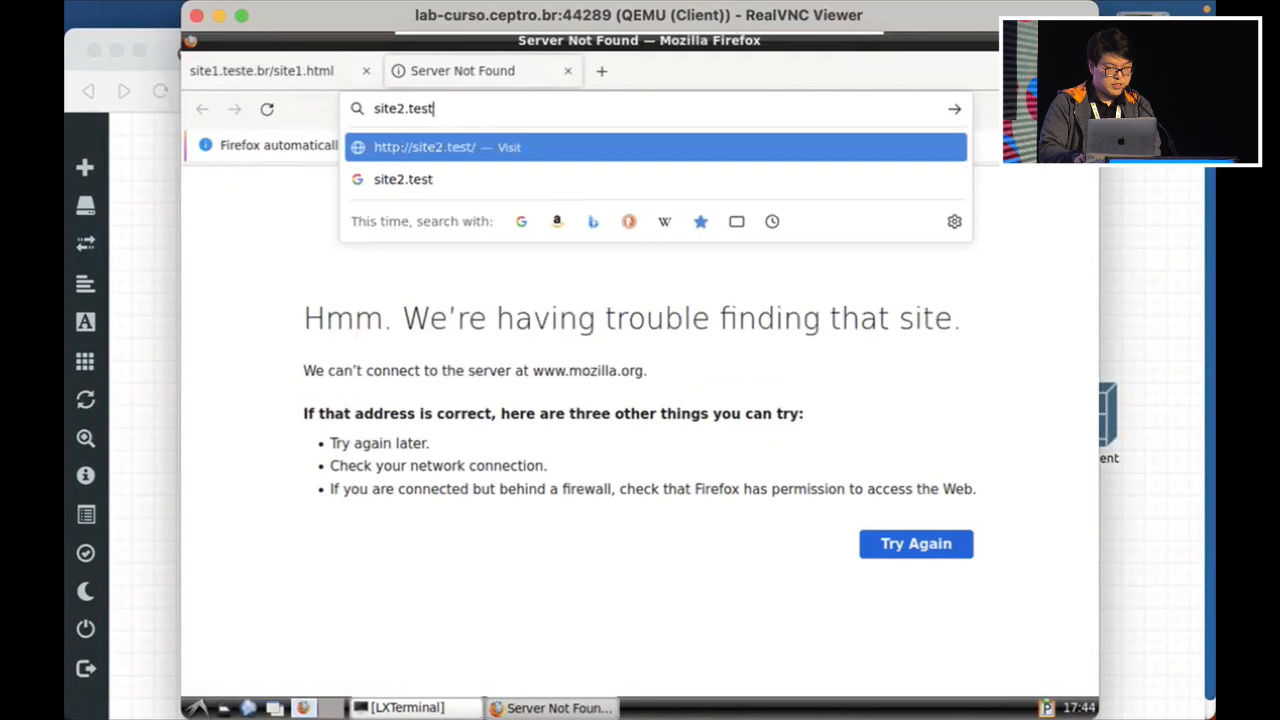 lab-curso.ceptro.br:44289 (QEMU (Client)) - RealVNC Viewer
Server Not Found — Mozilla Firefox
site1.teste.br/site1.html
Server Not Found
site2.test
Firefox automaticall
http://site2.test/ — Visit
site2.test
This time, search with:
Hmm. We're having trouble finding that site.
We can't connect to the server at www.mozilla.org.
If that address is correct, here are three other things you can try:
• Try again later.
• Check your network connection.
• If you are connected but behind a firewall, check that Firefox has permission to access the Web.
Try Again
ent
[LXTerminal]
Server Not Foun...
17:44